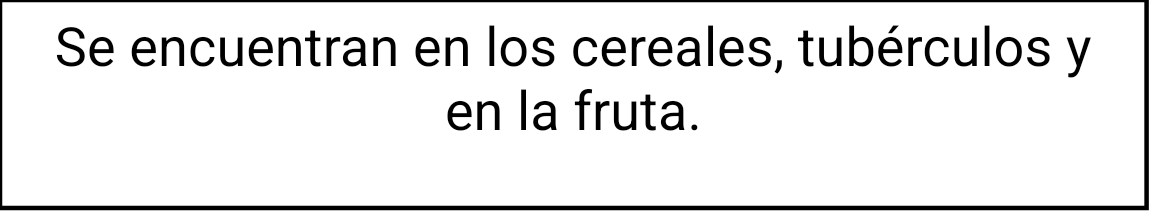 Se encuentran en los cereales, tubérculos y
en la fruta.